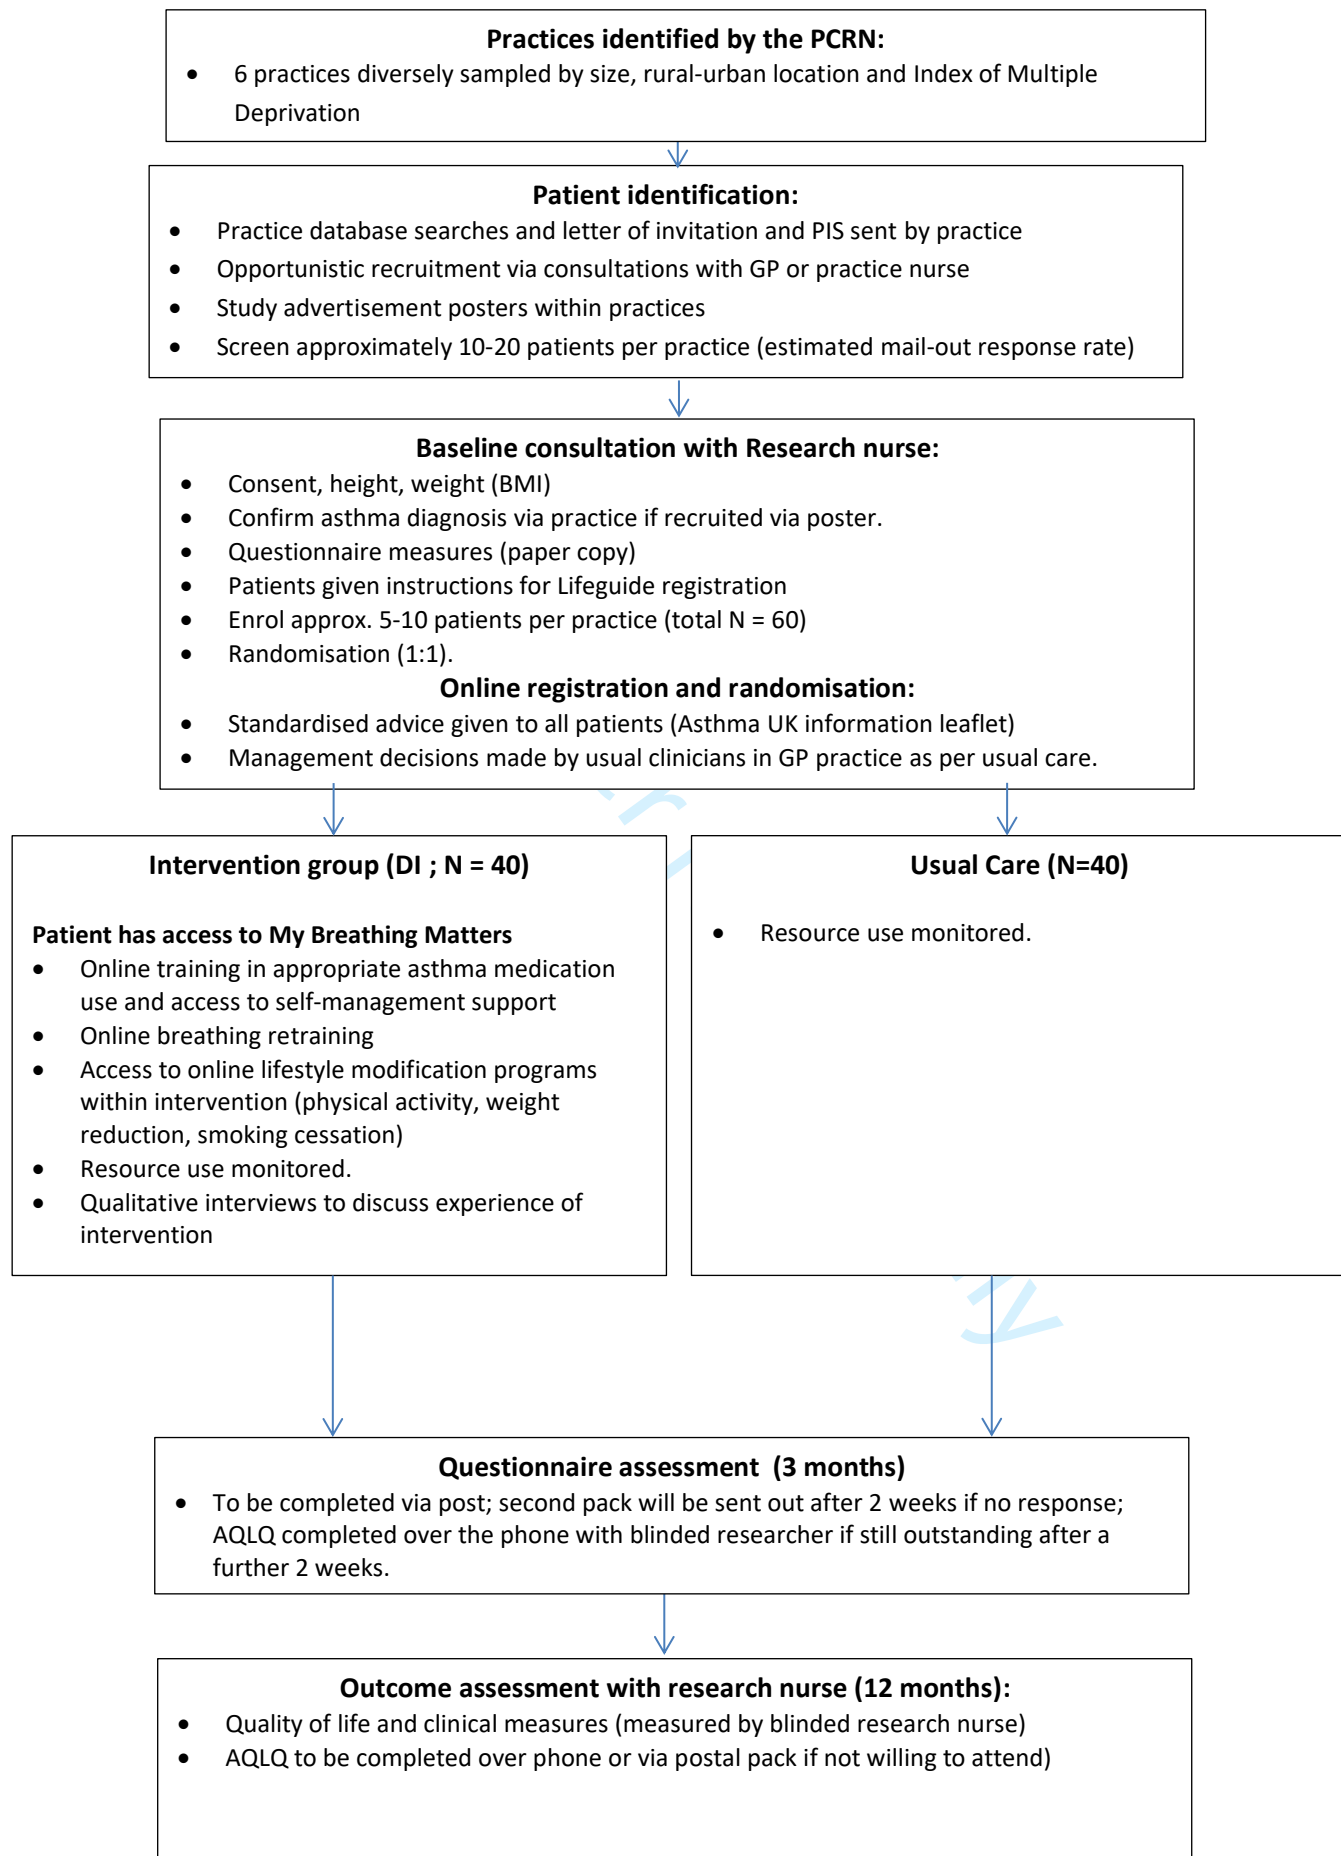 Practices identified by the PCRN:
• 6 practices diversely sampled by size, rural-urban location and Index of Multiple
Deprivation
Patient identification:
• Practice database searches and letter of invitation and PIS sent by practice
• Opportunistic recruitment via consultations with GP or practice nurse
• Study advertisement posters within practices
• Screen approximately 10-20 patients per practice (estimated mail-out response rate)
Baseline consultation with Research nurse:
• Consent, height, weight (BMI)
• Confirm asthma diagnosis via practice if recruited via poster.
• Questionnaire measures (paper copy)
• Patients given instructions for Lifeguide registration
• Enrol approx. 5-10 patients per practice (total N = 60)
• Randomisation (1:1).
Online registration and randomisation:
• Standardised advice given to all patients (Asthma UK information leaflet)
• Management decisions made by usual clinicians in GP practice as per usual care.
Intervention group (DI ; N = 40)
Patient has access to My Breathing Matters
• Online training in appropriate asthma medication
use and access to self-management support
• Online breathing retraining
• Access to online lifestyle modification programs
within intervention (physical activity, weight
reduction, smoking cessation)
• Resource use monitored.
• Qualitative interviews to discuss experience of
intervention
Usual Care (N=40)
• Resource use monitored.
Questionnaire assessment (3 months)
• To be completed via post; second pack will be sent out after 2 weeks if no response;
AQLQ completed over the phone with blinded researcher if still outstanding after a
further 2 weeks.
Outcome assessment with research nurse (12 months):
• Quality of life and clinical measures (measured by blinded research nurse)
• AQLQ to be completed over phone or via postal pack if not willing to attend)